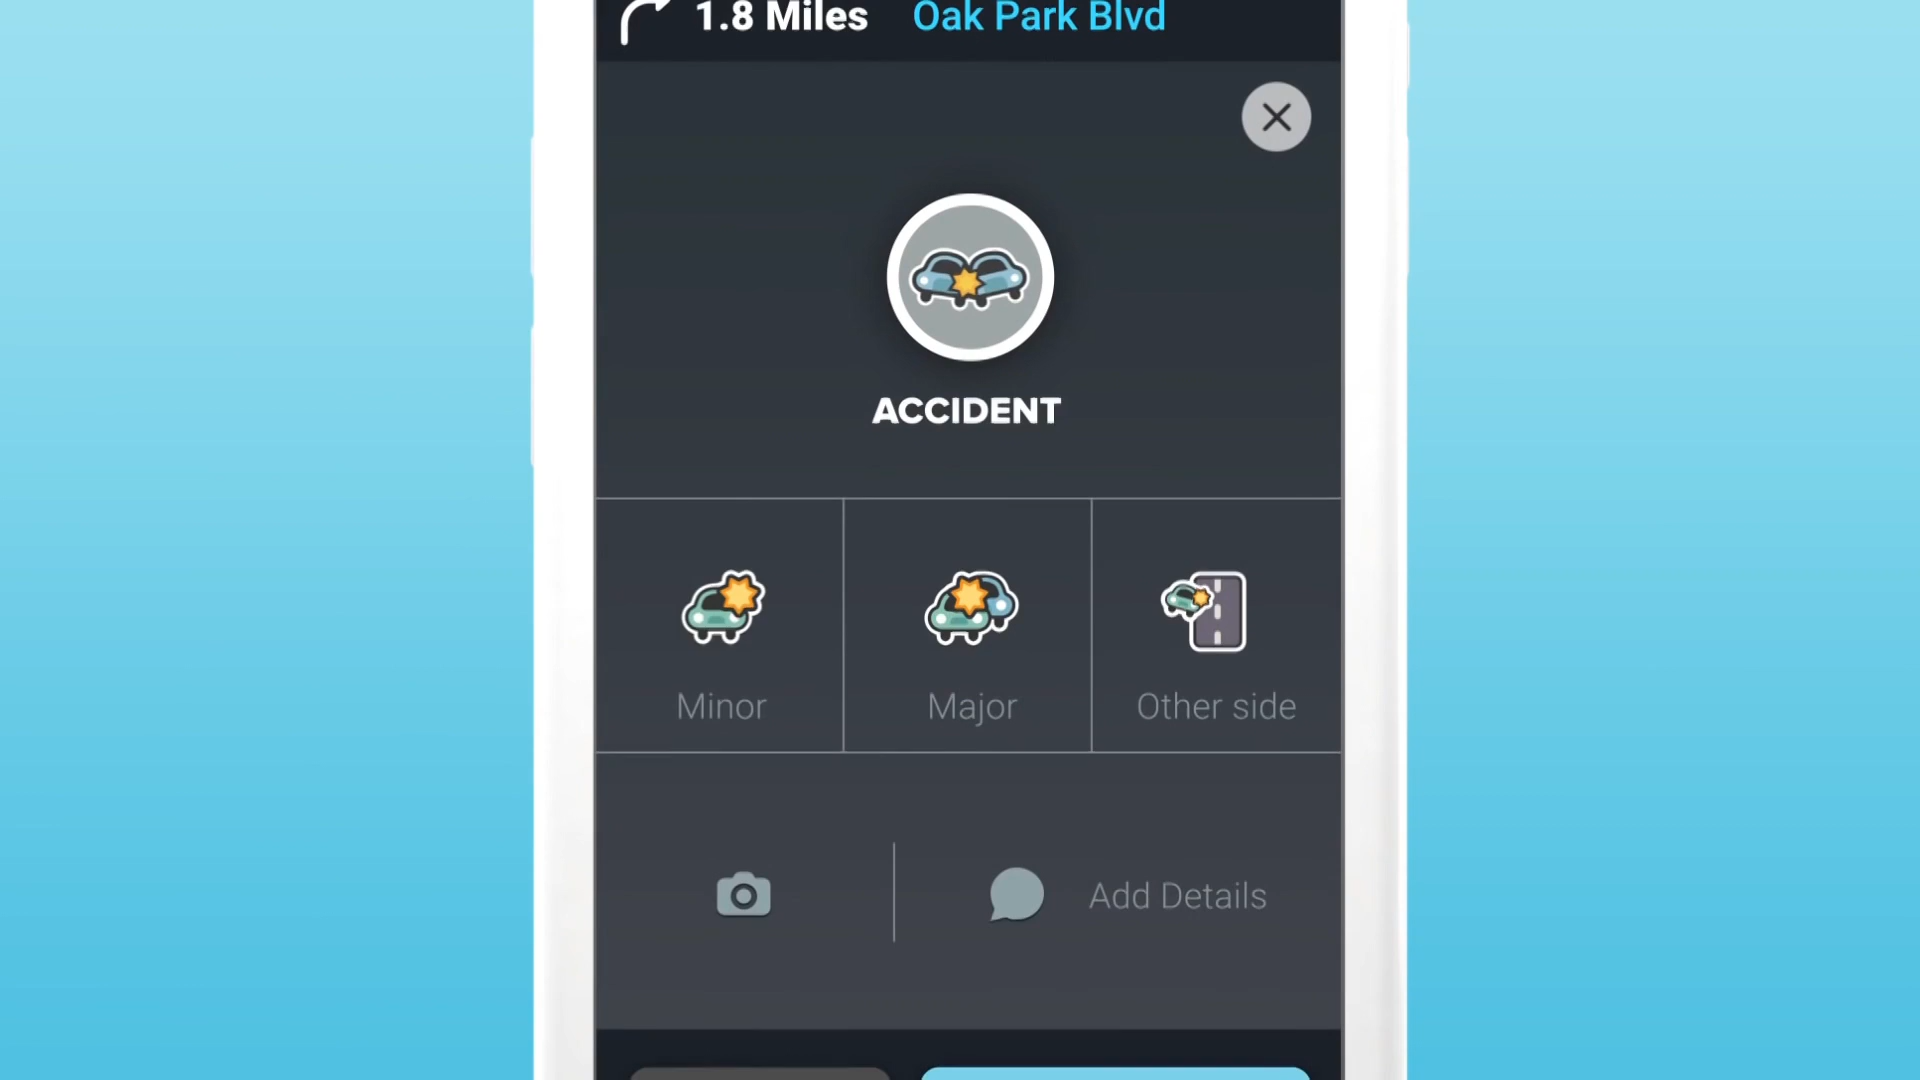 1.8 Miles Oak Park Blvd
ACCIDENT
Minor Major Other side
Add Details